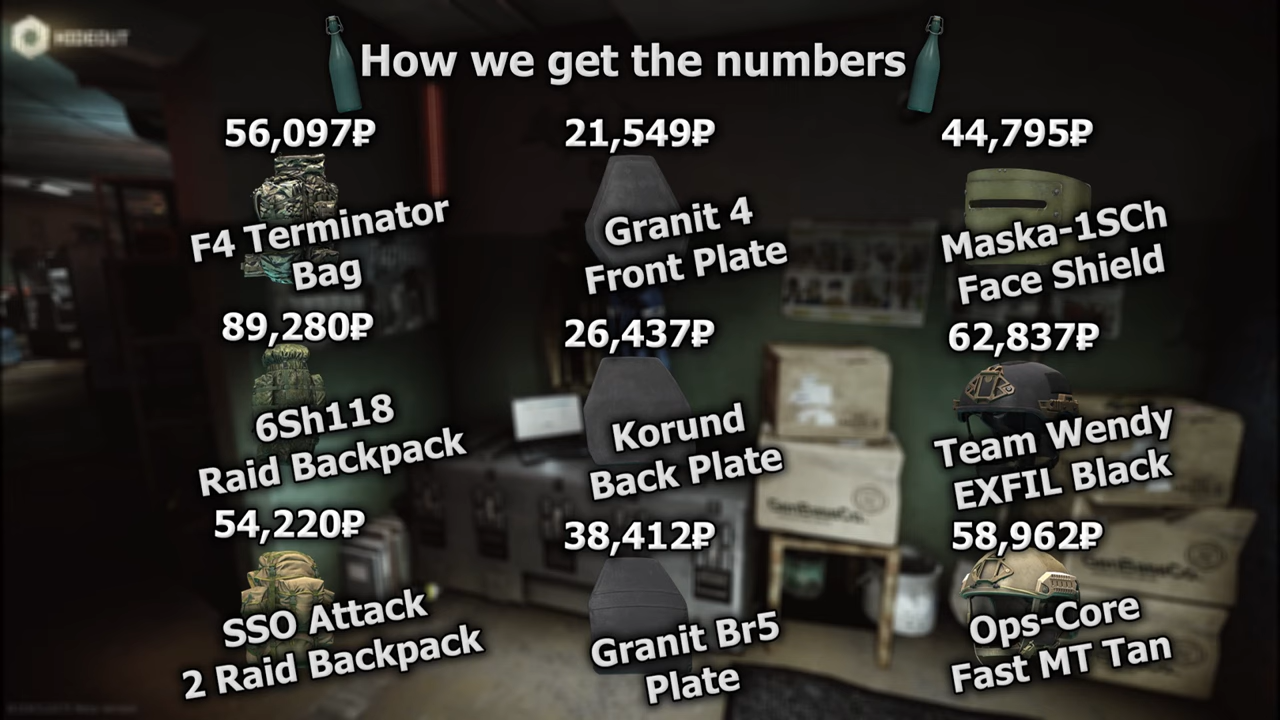 HIDEOUT
How we get the numbers
56,097₽ 21,549₽ 44,795₽
F4 Terminator
Bag
Granit 4
Front Plate
Maska-1SCh
Face Shield
89,280₽ 26,437₽ 62,837₽
6Sh118
Raid Backpack
Korund
Back Plate
Team Wendy
EXFIL Black
54,220₽ 38,412₽ 58,962₽
SSO Attack
2 Raid Backpack
Granit Br5
Plate
Ops-Core
Fast MT Tan